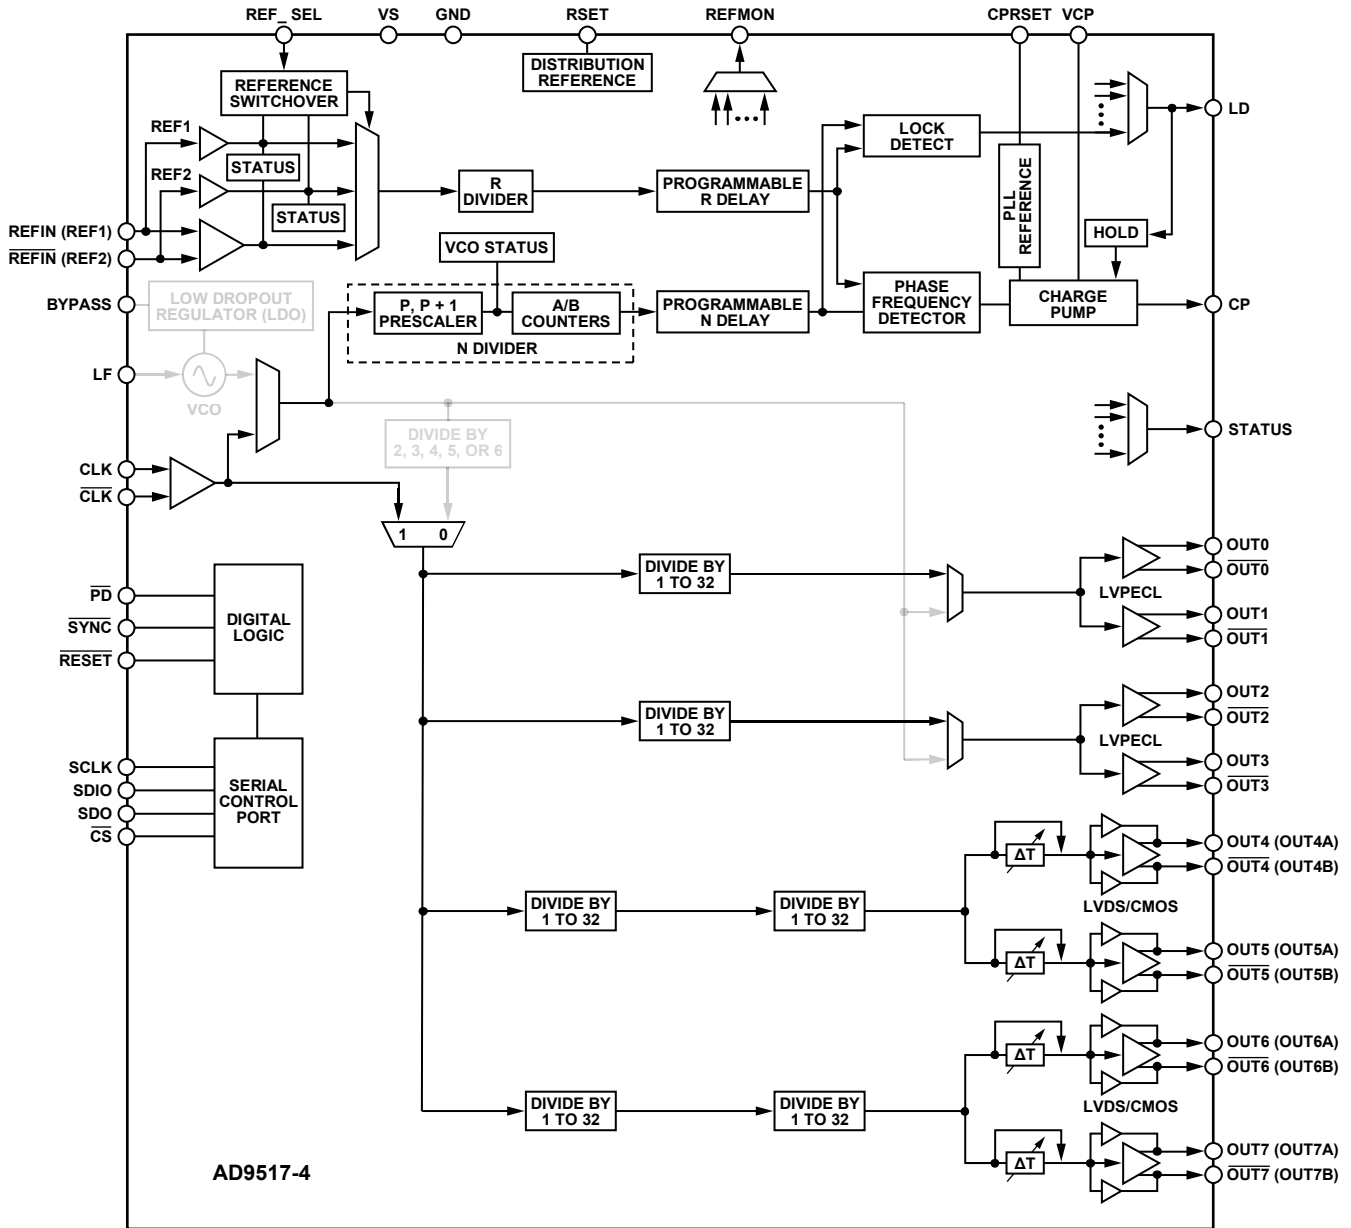 REF_ SEL
VS
GND
RSET
REFMON
CPRSET
VCP
DISTRIBUTION
REFERENCE
REFERENCE
SWITCHOVER
REF1
STATUS
REF2
STATUS
REFIN (REF1)
REFIN (REF2)
BYPASS
LF
CLK
CLK
R
DIVIDER
PROGRAMMABLE
R DELAY
LOCK
DETECT
LD
PLL
REFERENCE
HOLD
VCO STATUS
LOW DROPOUT
REGULATOR (LDO)
P, P + 1
PRESCALER
A/B
COUNTERS
N DIVIDER
PROGRAMMABLE
N DELAY
PHASE
FREQUENCY
DETECTOR
CHARGE
PUMP
CP
VCO
DIVIDE BY
2, 3, 4, 5, OR 6
STATUS
1 0
PD
SYNC
RESET
DIGITAL
LOGIC
SCLK
SDIO
SDO
CS
SERIAL
CONTROL
PORT
DIVIDE BY
1 TO 32
LVPECL
OUT0
OUT0
OUT1
OUT1
DIVIDE BY
1 TO 32
LVPECL
OUT2
OUT2
OUT3
OUT3
DIVIDE BY
1 TO 32
DIVIDE BY
1 TO 32
ΔT
ΔT
LVDS/CMOS
OUT4 (OUT4A)
OUT4 (OUT4B)
OUT5 (OUT5A)
OUT5 (OUT5B)
DIVIDE BY
1 TO 32
DIVIDE BY
1 TO 32
ΔT
ΔT
LVDS/CMOS
OUT6 (OUT6A)
OUT6 (OUT6B)
OUT7 (OUT7A)
OUT7 (OUT7B)
AD9517-4